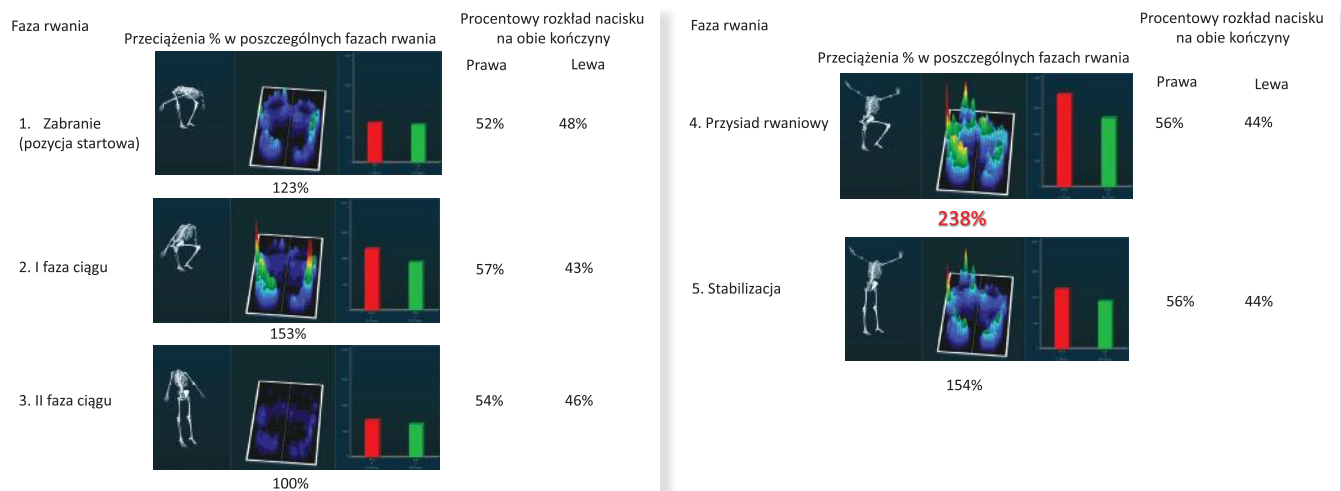 Faza rwania
Przeciążenia % w poszczególnych fazach rwania
Procentowy rozkład nacisku
na obie kończyny
Prawa
Lewa
1. Zabranie
(pozycja startowa)
52%
48%
123%
2. I faza ciągu
57%
43%
153%
3. II faza ciągu
54%
46%
100%
Faza rwania
Przeciążenia % w poszczególnych fazach rwania
Procentowy rozkład nacisku
na obie kończyny
Prawa
Lewa
4. Przysiad rwaniowy
56%
44%
238%
5. Stabilizacja
56%
44%
154%